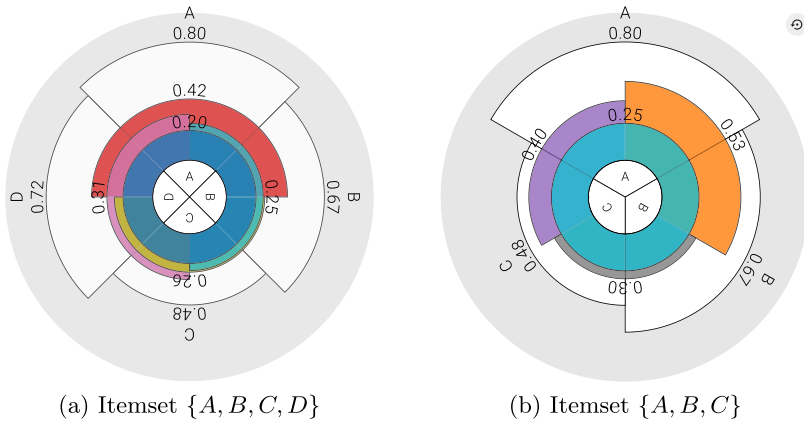 A
0.80
0.42
0.20
D
0.72
0.31
A
D
B
C
0.25
0.67
B
0.26
0.48
C
(a) Itemset {A, B, C, D}
A
0.80
0.25
0.40
0.53
A
C
B
0.48
C
0.30
0.67
B
(b) Itemset {A, B, C}